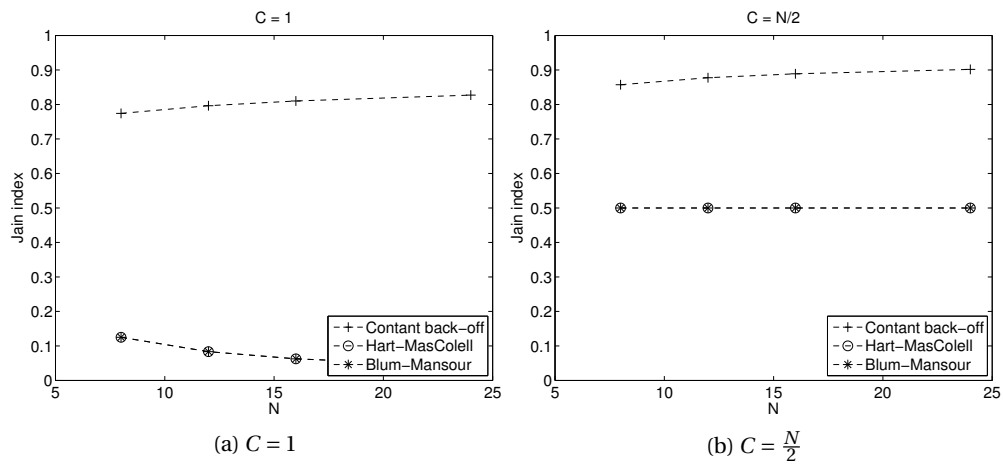 C = 1
1
0.9
0.8
0.7
0.6
0.5
0.4
0.3
0.2
0.1
0
Jain index
5
10
15
20
25
N
Contant back-off
Hart-MasColell
Blum-Mansour
(a) C = 1
C = N/2
1
0.9
0.8
0.7
0.6
0.5
0.4
0.3
0.2
0.1
0
Jain index
5
10
15
20
25
N
Contant back-off
Hart-MasColell
Blum-Mansour
(b) C = N/2